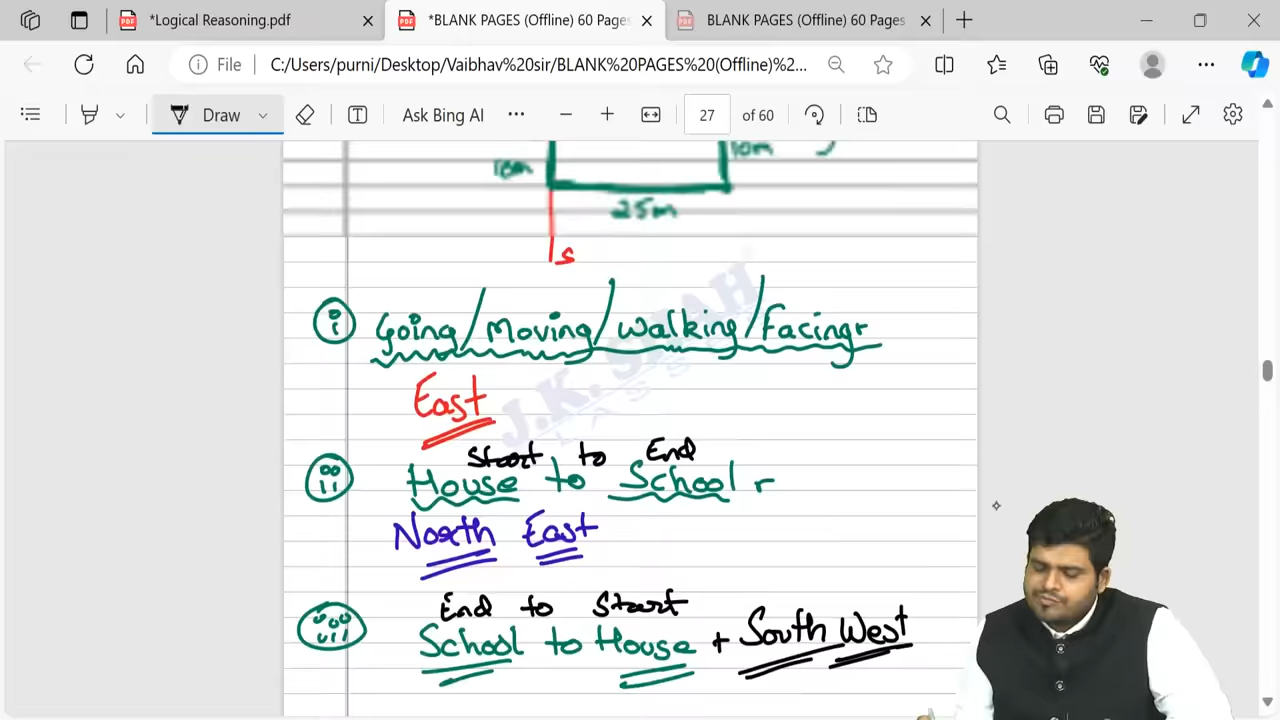 *Logical Reasoning.pdf
*BLANK PAGES (Offline) 60 Pages
BLANK PAGES (Offline) 60 Pages
File
C:/Users/purni/Desktop/Vaibhav%20sir/BLANK%20PAGES%20(Offline)%2...
Draw
Ask Bing AI
27 of 60
10m
25m
S
J.K. SHAH
CLASSES
i Going/Moving/Walking/Facing
East
Start to End
ii House to School
North East
End to Start
iii School to House South West